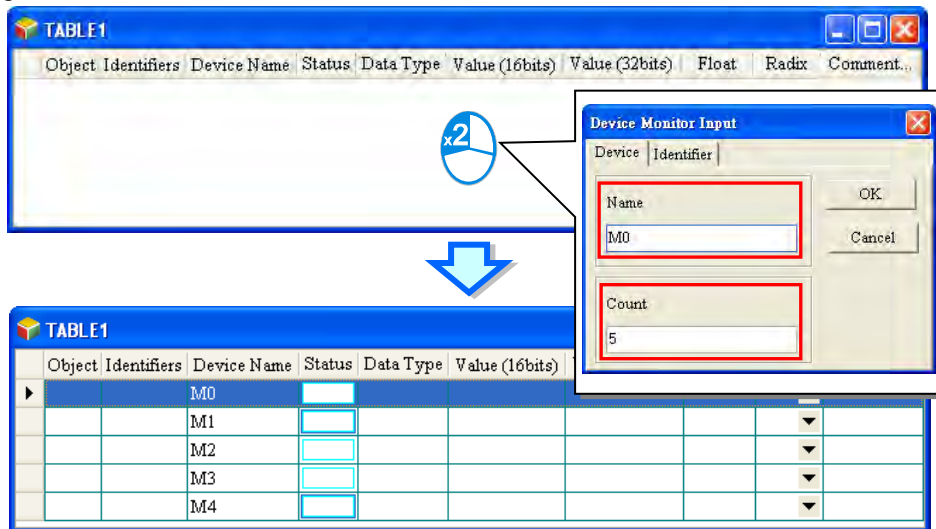 TABLE1
Object Identifiers Device Name Status Data Type Value (16bits) Value (32bits) Float Radix Comment...
x2
Device Monitor Input
Device Identifier
Name
M0
OK
Cancel
Count
5
TABLE1
Object Identifiers Device Name Status Data Type Value (16bits)
M0
M1
M2
M3
M4